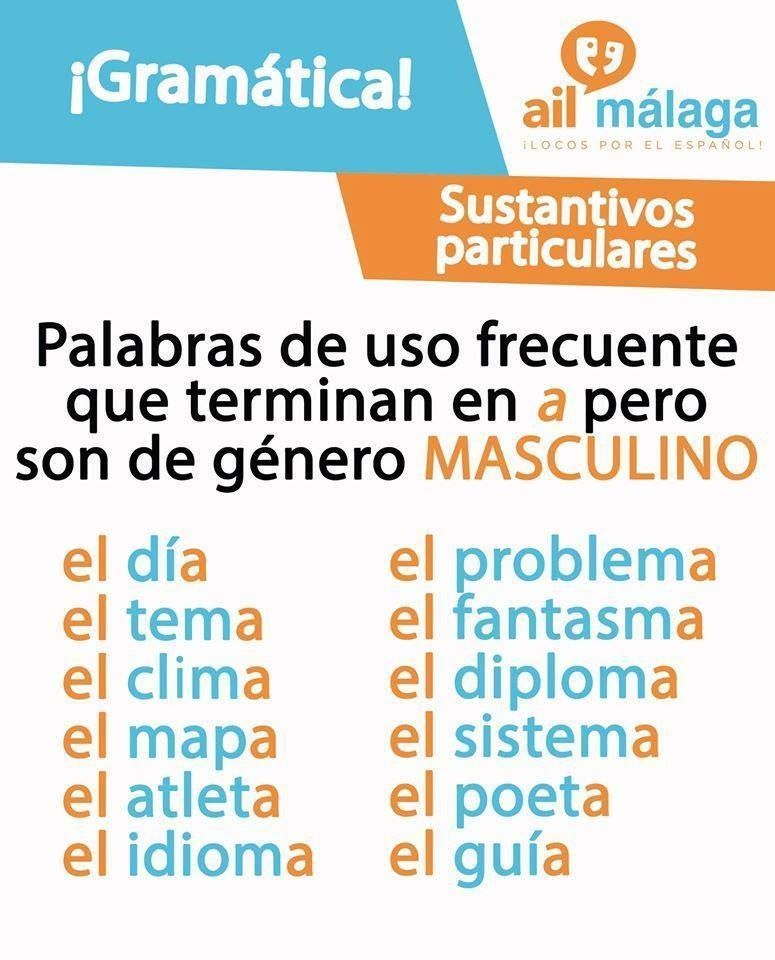 ¡Gramática!
ail málaga
¡LOCOS POR EL ESPAÑOL!
Sustantivos
particulares
Palabras de uso frecuente
que terminan en a pero
son de género MASCULINO
el día
el tema
el clima
el mapa
el atleta
el idioma
el problema
el fantasma
el diploma
el sistema
el poeta
el guía